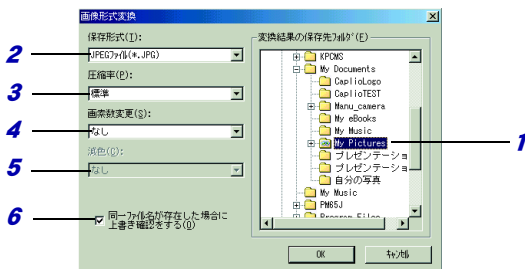 画像形式変換
保存形式(T):
JPEGファイル(*.JPG)
圧縮率(P):
標準
画素数変更(S):
なし
減色(C):
なし
同一ファイル名が存在した場合に
上書き確認をする(O)
変換結果の保存先フォルダ(F)
KPCMS
My Documents
CaplioLogo
CaplioTEST
Manu_camera
My eBooks
My Music
My Pictures
プレゼンテーショ
プレゼンテーショ
自分の写真
My Music
PM65J
Program Files
OK
キャンセル
2
3
4
5
6
1